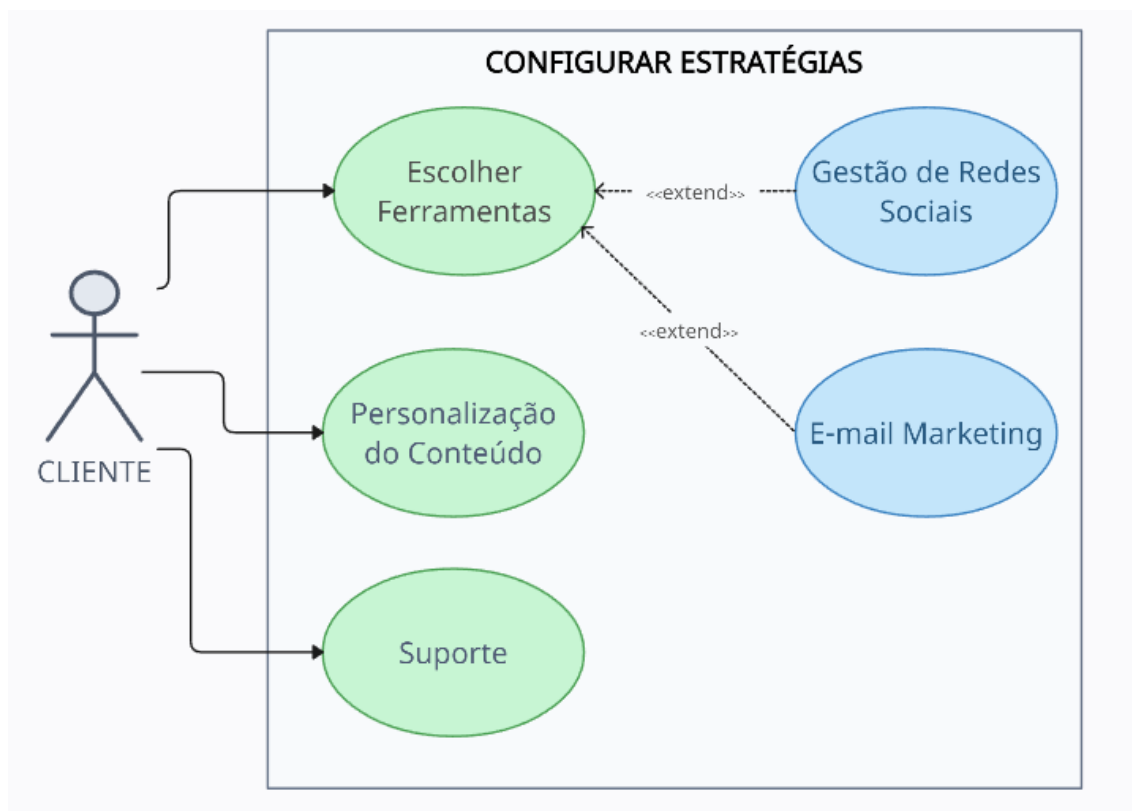 CONFIGURAR ESTRATÉGIAS
Escolher
Ferramentas
<<extend>>
Gestão de Redes
Sociais
<<extend>>
Personalização
do Conteúdo
E-mail Marketing
CLIENTE
Suporte